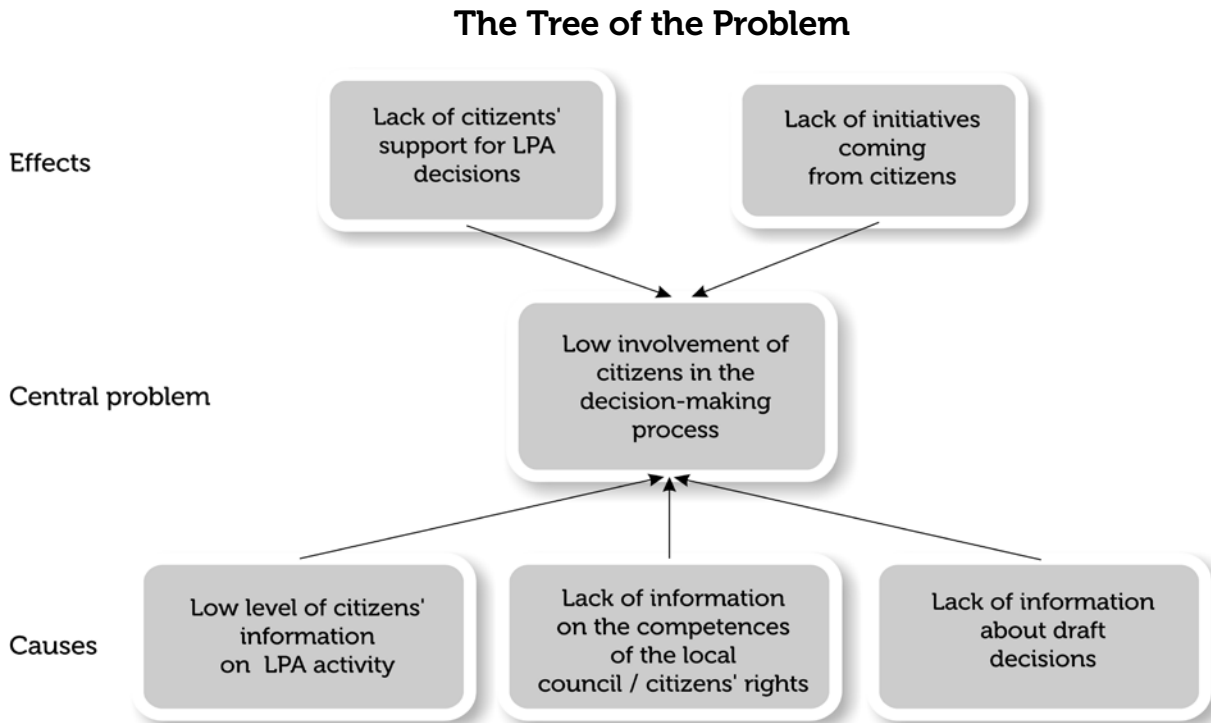 The Tree of the Problem
Effects
Lack of citizents'
support for LPA
decisions
Lack of initiatives
coming
from citizens
Central problem
Low involvement of
citizens in the
decision-making
process
Causes
Low level of citizens'
information
on LPA activity
Lack of information
on the competences
of the local
council / citizens' rights
Lack of information
about draft
decisions